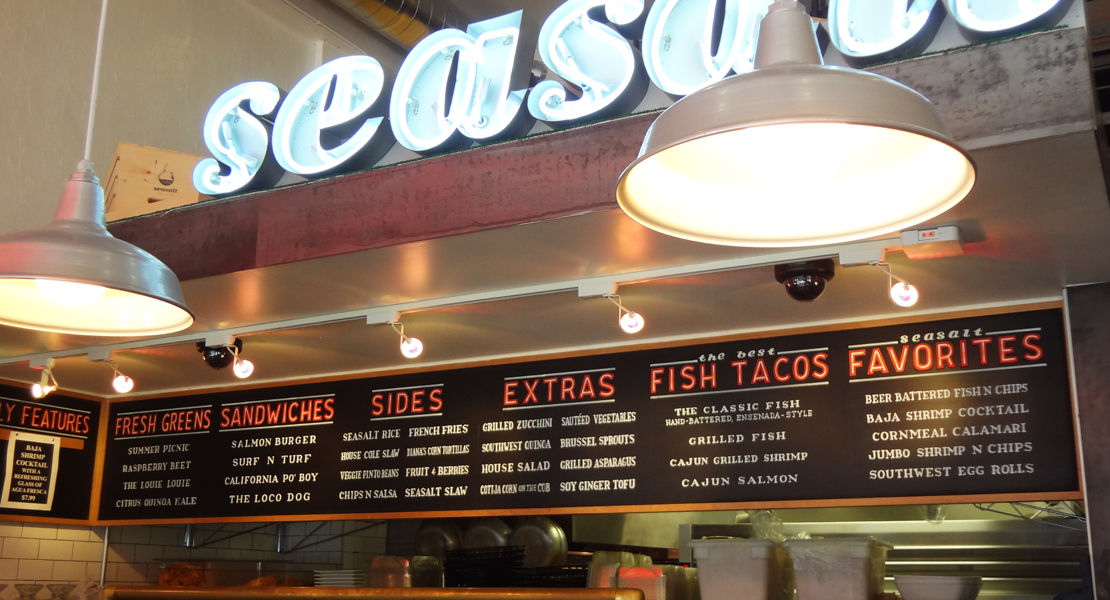 seasalt
seasalt
LY FEATURES
BAJA
SHRIMP
COCKTAIL
WITH A
REFRESHING
GLASS OF
AGUA FRESCA
$7.99
FRESH GREENS
SUMMER PICNIC
RASPBERRY BEET
THE LOUIE LOUIE
CITRUS QUINOA KALE
SANDWICHES
SALMON BURGER
SURF N TURF
CALIFORNIA PO' BOY
THE LOCO DOG
SIDES
SEASALT RICE FRENCH FRIES
HOUSE COLE SLAW DIANA'S CORN TORTILLAS
VEGGIE PINTO BEANS FRUIT & BERRIES
CHIPS N SALSA SEASALT SLAW
EXTRAS
GRILLED ZUCCHINI SAUTÉED VEGETABLES
SOUTHWEST QUINOA BRUSSEL SPROUTS
HOUSE SALAD GRILLED ASPARAGUS
COTIJA CORN ON THE CUB SOY GINGER TOFU
the best
FISH TACOS
THE CLASSIC FISH
HAND-BATTERED, ENSENADA-STYLE
GRILLED FISH
CAJUN GRILLED SHRIMP
CAJUN SALMON
seasalt
FAVORITES
BEER BATTERED FISH N CHIPS
BAJA SHRIMP COCKTAIL
CORNMEAL CALAMARI
JUMBO SHRIMP N CHIPS
SOUTHWEST EGG ROLLS